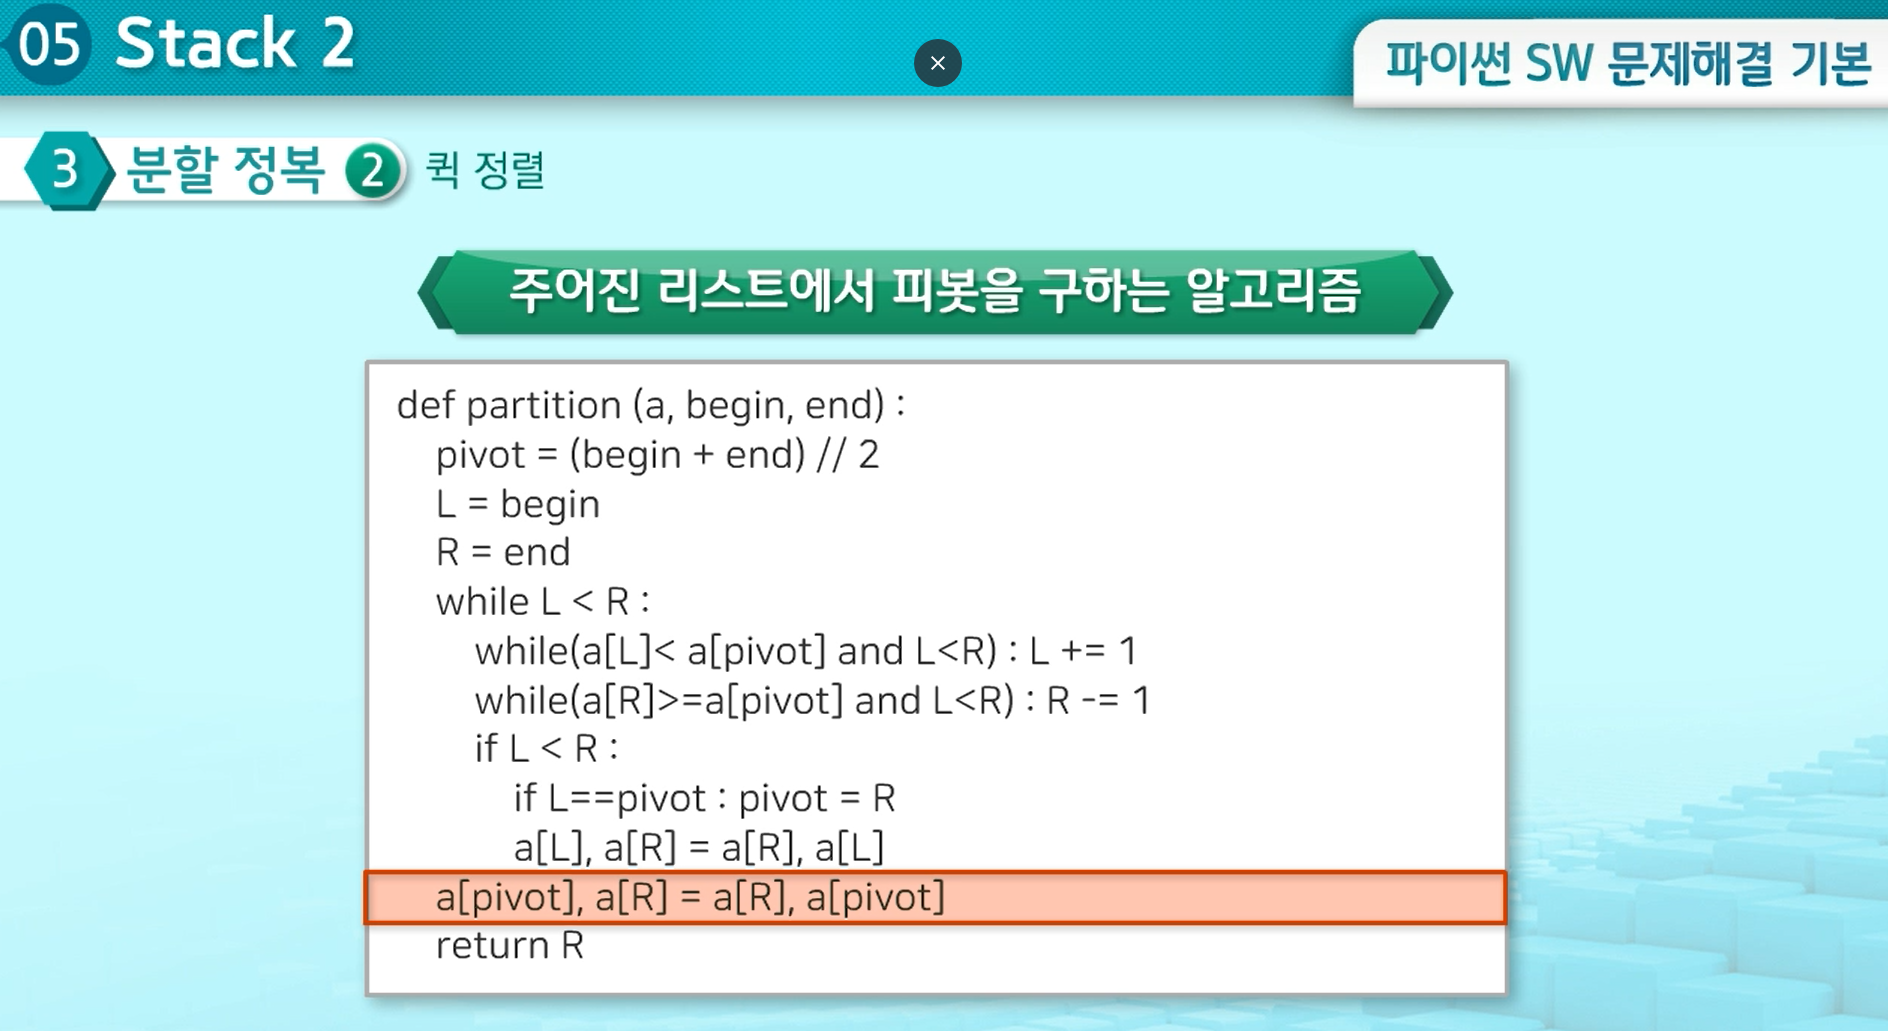 05 Stack 2
파이썬 SW 문제해결 기본
3 분할 정복 2 퀵 정렬
주어진 리스트에서 피봇을 구하는 알고리즘
def partition (a, begin, end) :
pivot = (begin + end) // 2
L = begin
R = end
while L < R :
while(a[L]< a[pivot] and L<R) : L += 1
while(a[R]>=a[pivot] and L<R) : R -= 1
if L < R :
if L==pivot : pivot = R
a[L], a[R] = a[R], a[L]
a[pivot], a[R] = a[R], a[pivot]
return R